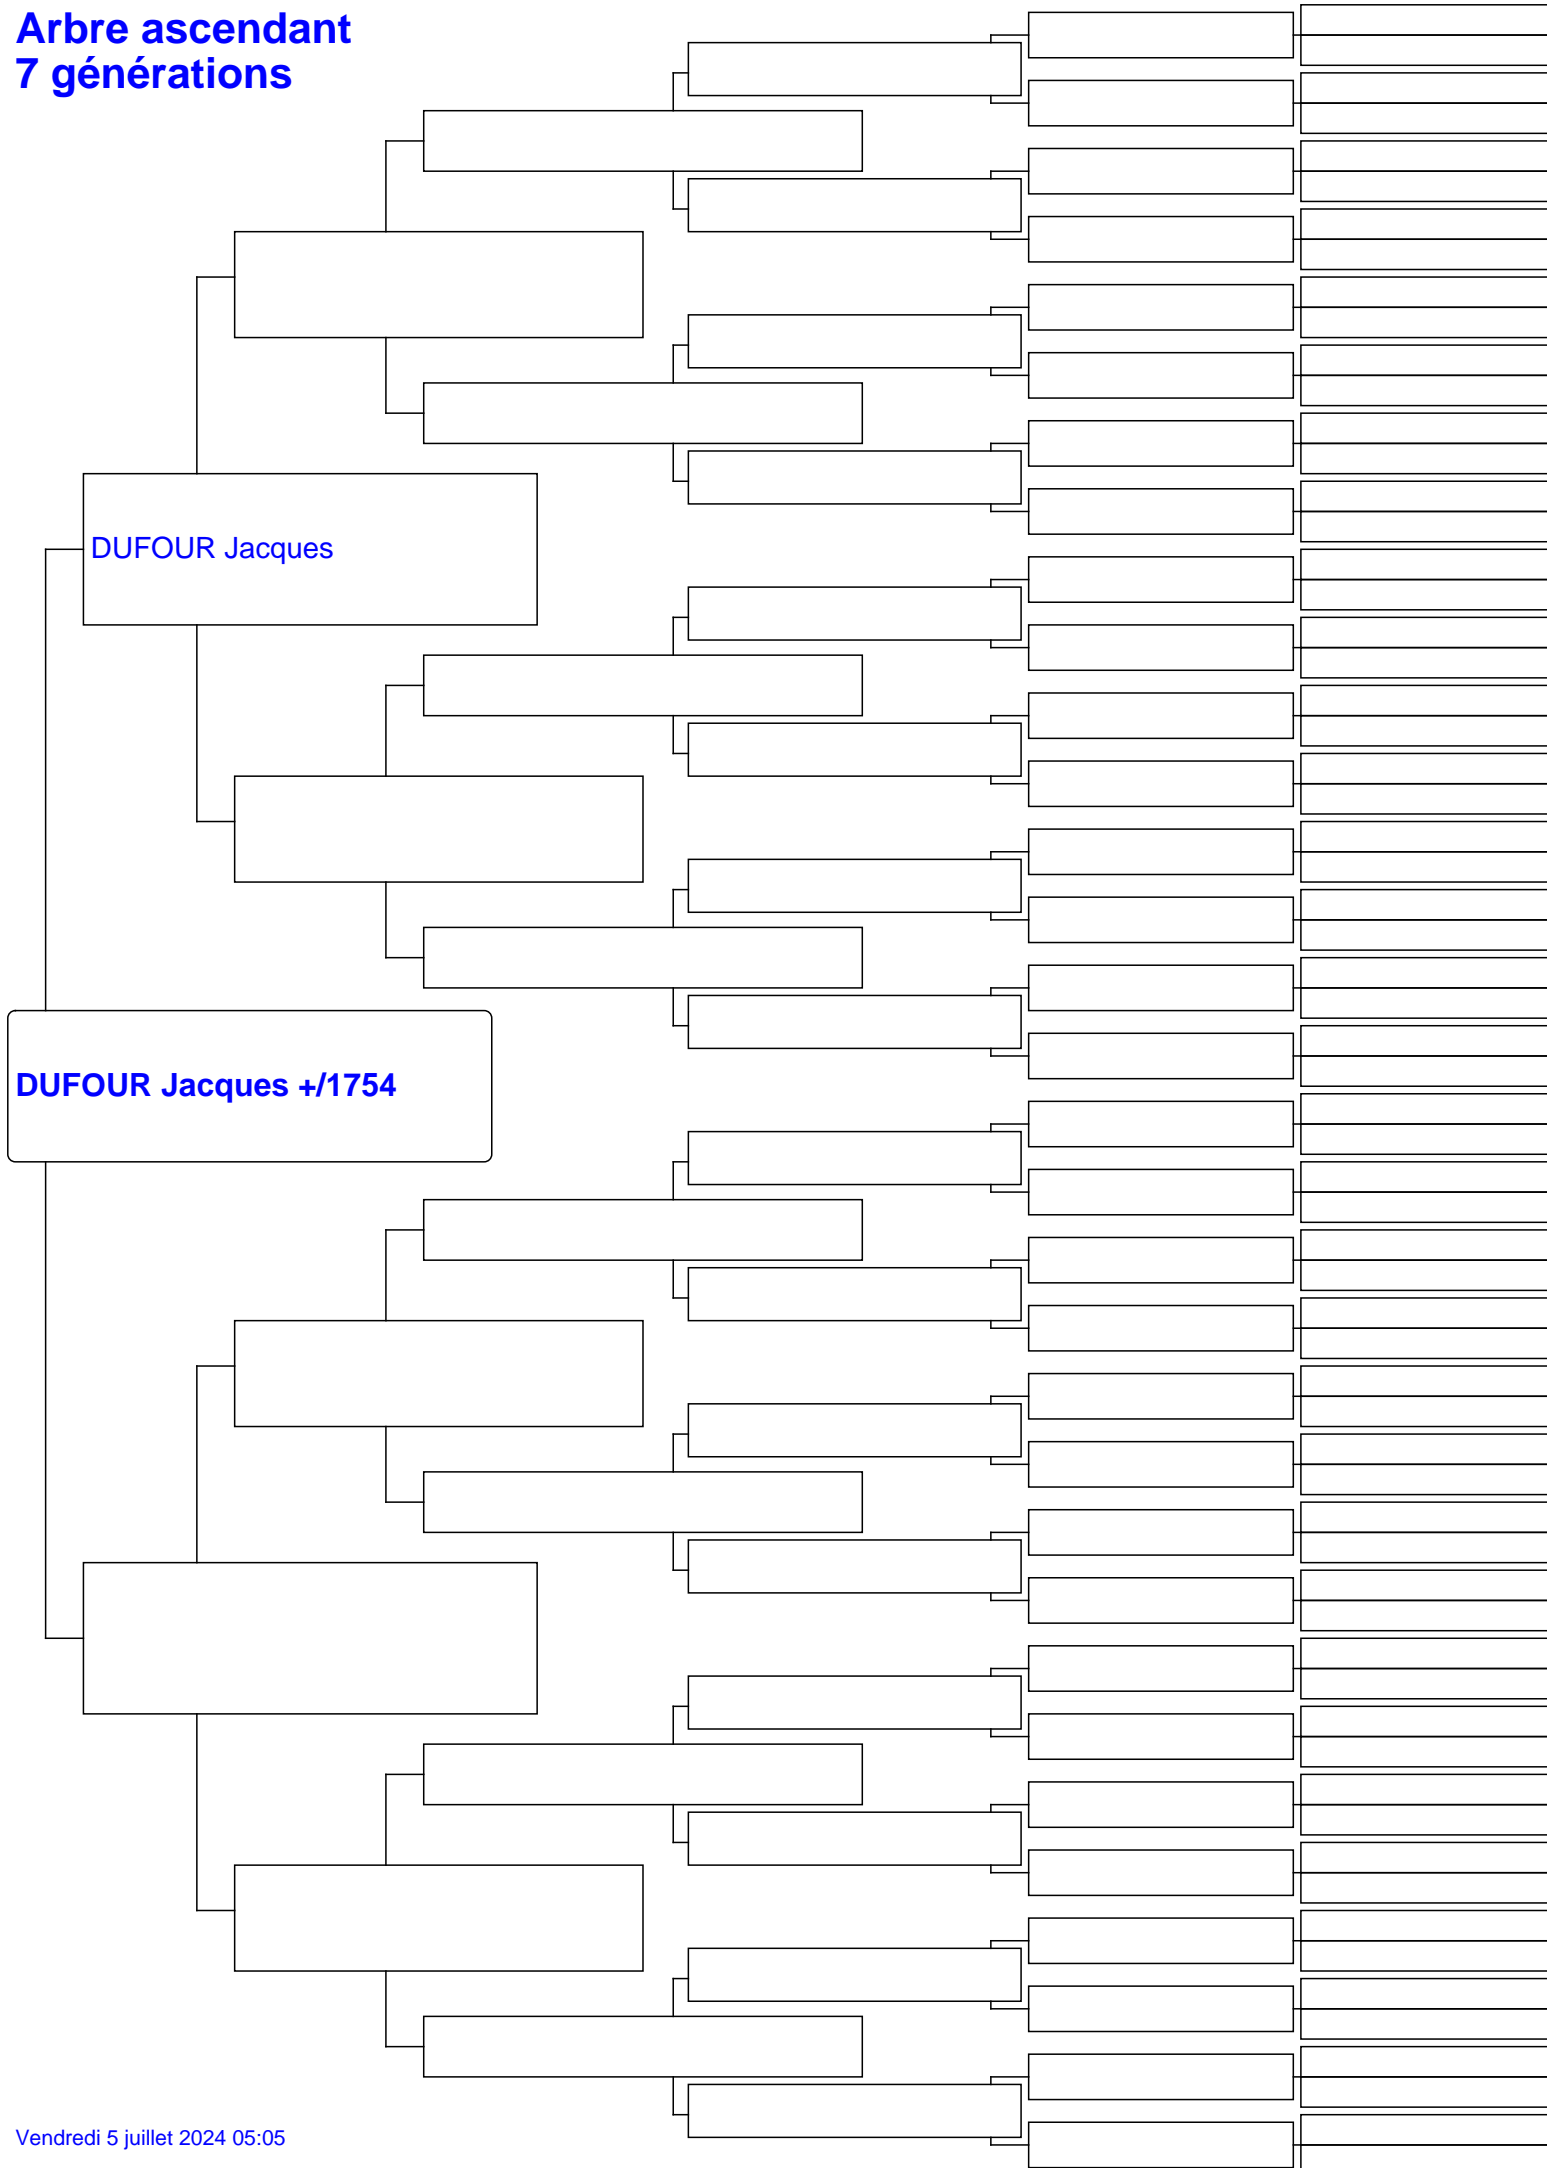 Arbre ascendant
7 générations
DUFOUR Jacques
DUFOUR Jacques +/1754
Vendredi 5 juillet 2024 05:05